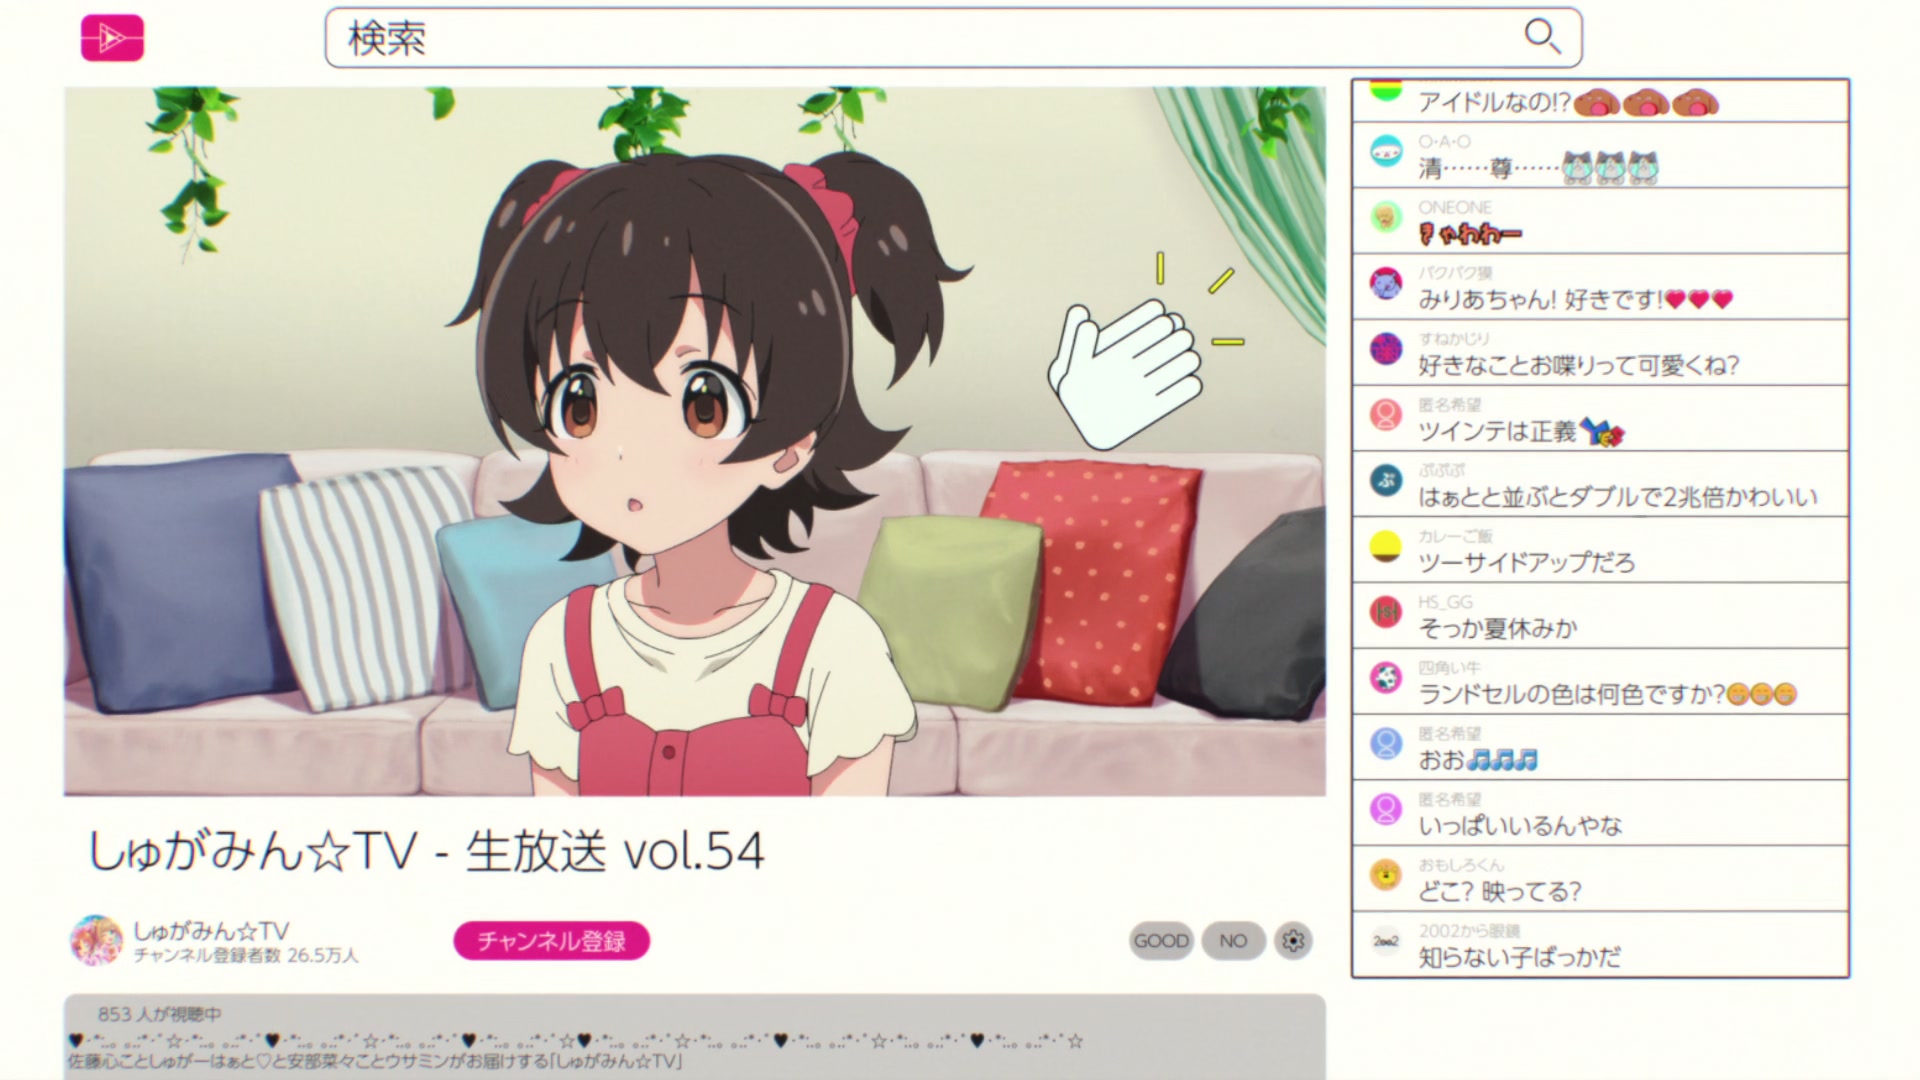 検索
しゅがみん☆TV - 生放送 vol.54
しゅがみん☆TV
チャンネル登録者数 26.5万人
チャンネル登録
GOOD
NO
853 人が視聴中
佐藤心ことしゅがーはぁと♡と安部菜々ことウサミンがお届けする「しゅがみん☆TV」
アイドルなの!?
O・A・O
清……尊……
ONEONE
きゃわわー
バクバク獏
みりあちゃん! 好きです!
すねかじり
好きなことお喋りって可愛くね?
匿名希望
ツインテは正義
ぷ
ぷぷぷ
はぁとと並ぶとダブルで2兆倍かわいい
カレーご飯
ツーサイドアップだろ
HS_GG
そっか夏休みか
四角い牛
ランドセルの色は何色ですか?
匿名希望
おお
匿名希望
いっぱいいるんやな
おもしろくん
どこ? 映ってる?
2002から眼鏡
知らない子ばっかだ